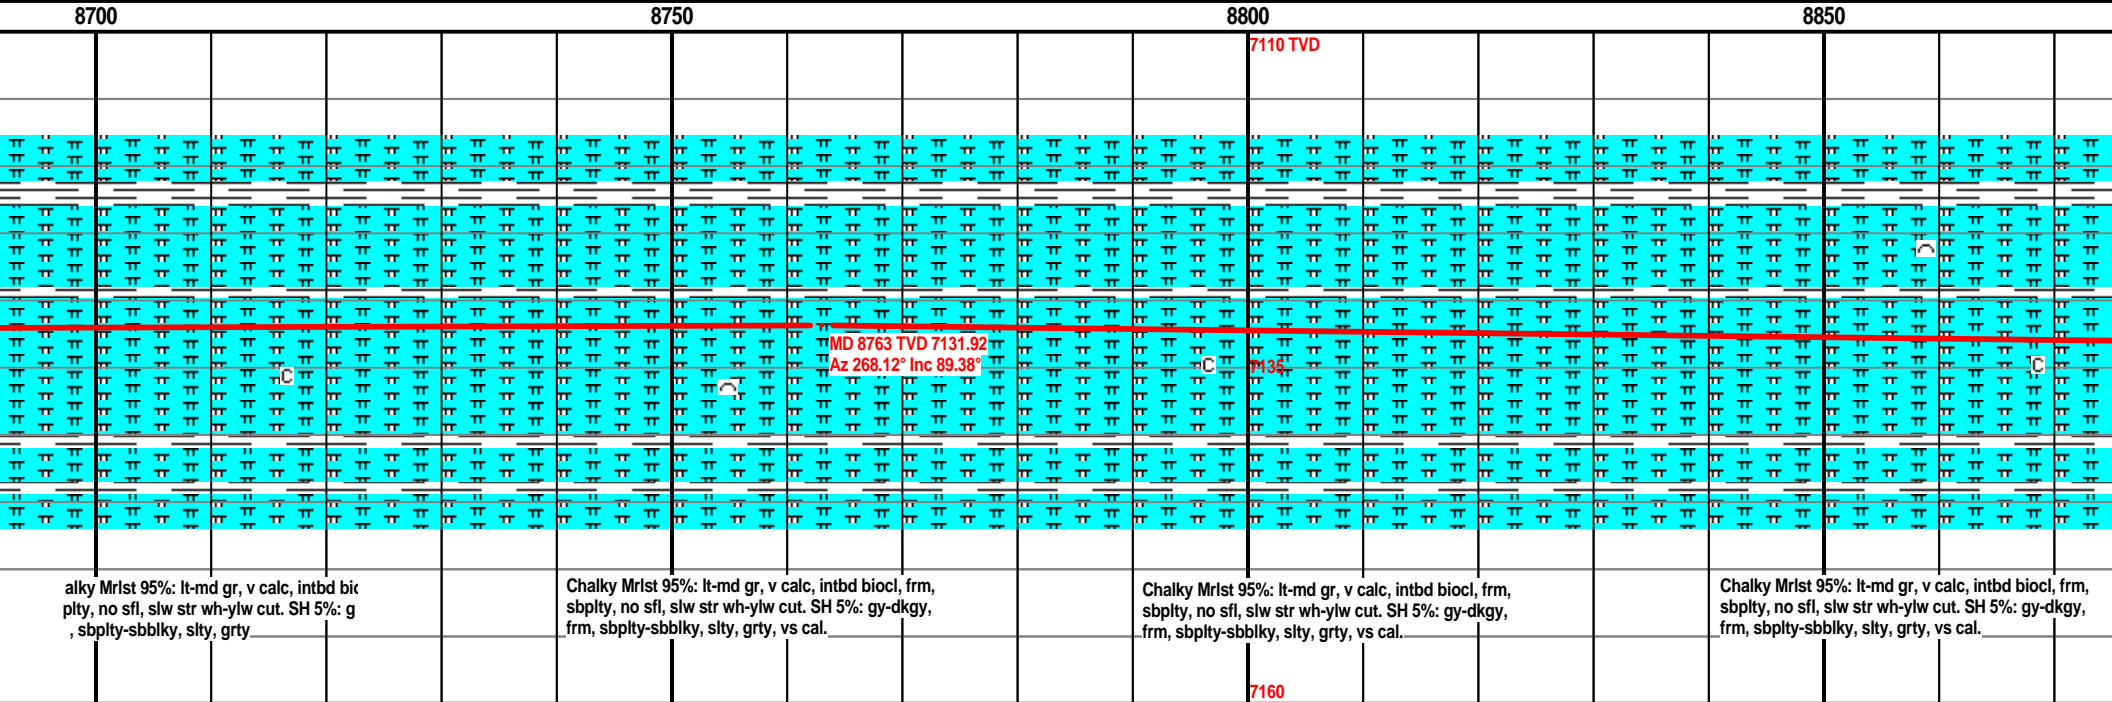 8700 8750 8800 8850
7110 TVD
MD 8763 TVD 7131.92
Az 268.12° Inc 89.38°
C
C
7135
C
alky Mrlst 95%: lt-md gr, v calc, intbd bio
plty, no sfl, slw str wh-ylw cut. SH 5%: g
, sbplty-sbblky, slty, grty
Chalky Mrlst 95%: lt-md gr, v calc, intbd biocl, frm,
sbplty, no sfl, slw str wh-ylw cut. SH 5%: gy-dkgy,
frm, sbplty-sbblky, slty, grty, vs cal.
Chalky Mrlst 95%: lt-md gr, v calc, intbd biocl, frm,
sbplty, no sfl, slw str wh-ylw cut. SH 5%: gy-dkgy,
frm, sbplty-sbblky, slty, grty, vs cal.
Chalky Mrlst 95%: lt-md gr, v calc, intbd biocl, frm,
sbplty, no sfl, slw str wh-ylw cut. SH 5%: gy-dkgy,
frm, sbplty-sbblky, slty, grty, vs cal.
7160